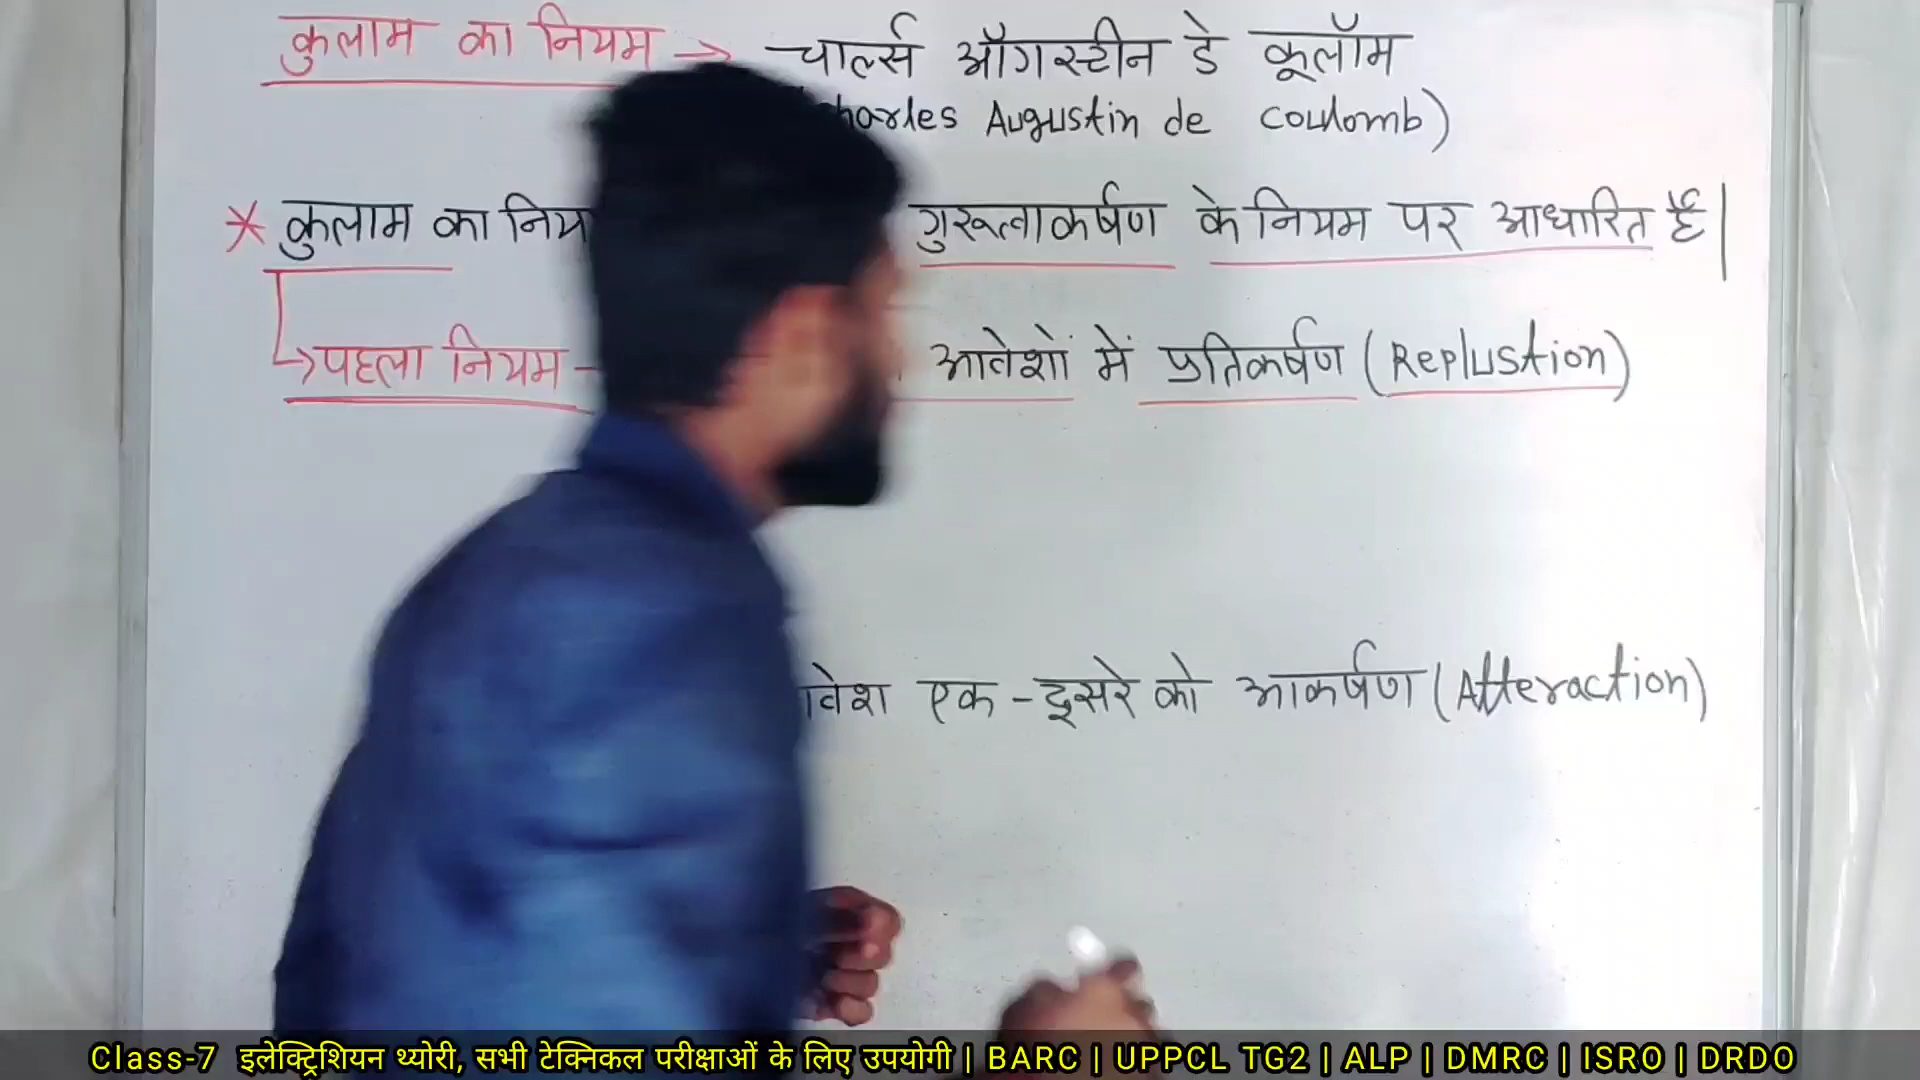 कुलाम का नियम → चार्ल्स ऑगस्टीन डे कूलॉम
Augustin de Coulomb)
* कुलाम का गुरूत्वाकर्षण के नियम पर आधारित है|
→पहला नियम- आवेशों में प्रतिकर्षण (Replustion)
एक-दूसरे को आकर्षण (Atteraction)
Class-7 इलेक्ट्रिशियन थ्योरी, सभी टेक्निकल परीक्षाओं के लिए उपयोगी | BARC | UPPCL TG2 | ALP | DMRC | ISRO | DRDO